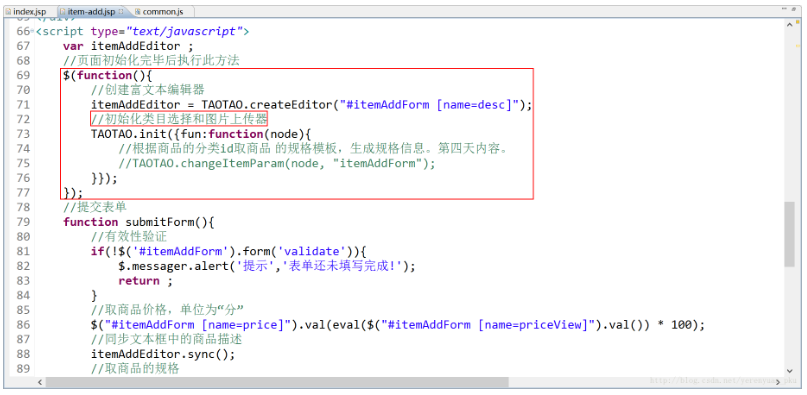 index.jsp item-add.jsp common.js
65 </div>
66 <script type="text/javascript">
67 var itemAddEditor ;
68 //页面初始化完毕后执行此方法
69 $(function(){
70 //创建富文本编辑器
71 itemAddEditor = TAOTAO.createEditor("#itemAddForm [name=desc]");
72 //初始化类目选择和图片上传器
73 TAOTAO.init({fun:function(node){
74 //根据商品的分类id取商品 的规格模板，生成规格信息。第四天内容。
75 //TAOTAO.changeItemParam(node, "itemAddForm");
76 }});
77 });
78 //提交表单
79 function submitForm(){
80 //有效性验证
81 if(!$('#itemAddForm').form('validate')){
82 $.messager.alert('提示','表单还未填写完成!');
83 return ;
84 }
85 //取商品价格，单位为“分”
86 $("#itemAddForm [name=price]").val(eval($("#itemAddForm [name=priceView]").val()) * 100);
87 //同步文本框中的商品描述
88 itemAddEditor.sync();
89 //取商品的规格